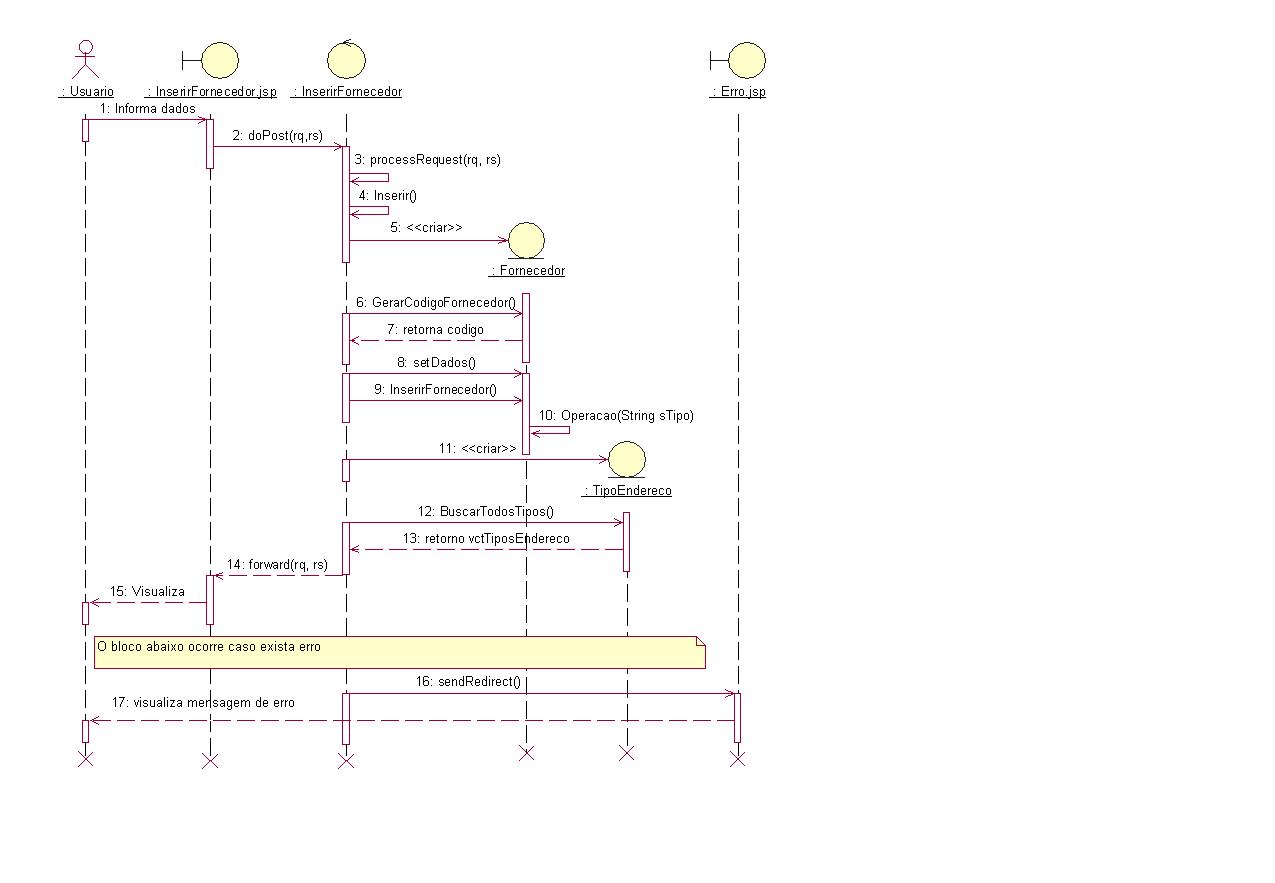 : Usuario
: InserirFornecedor.jsp
: InserirFornecedor
: Erro.jsp
1: Informa dados
2: doPost(rq,rs)
3: processRequest(rq, rs)
4: Inserir()
5: <<criar>>
: Fornecedor
6: GerarCodigoFornecedor()
7: retorna codigo
8: setDados()
9: InserirFornecedor()
10: Operacao(String sTipo)
11: <<criar>>
: TipoEndereco
12: BuscarTodosTipos()
13: retorno vctTiposEndereco
14: forward(rq, rs)
15: Visualiza
O bloco abaixo ocorre caso exista erro
16: sendRedirect()
17: visualiza mensagem de erro